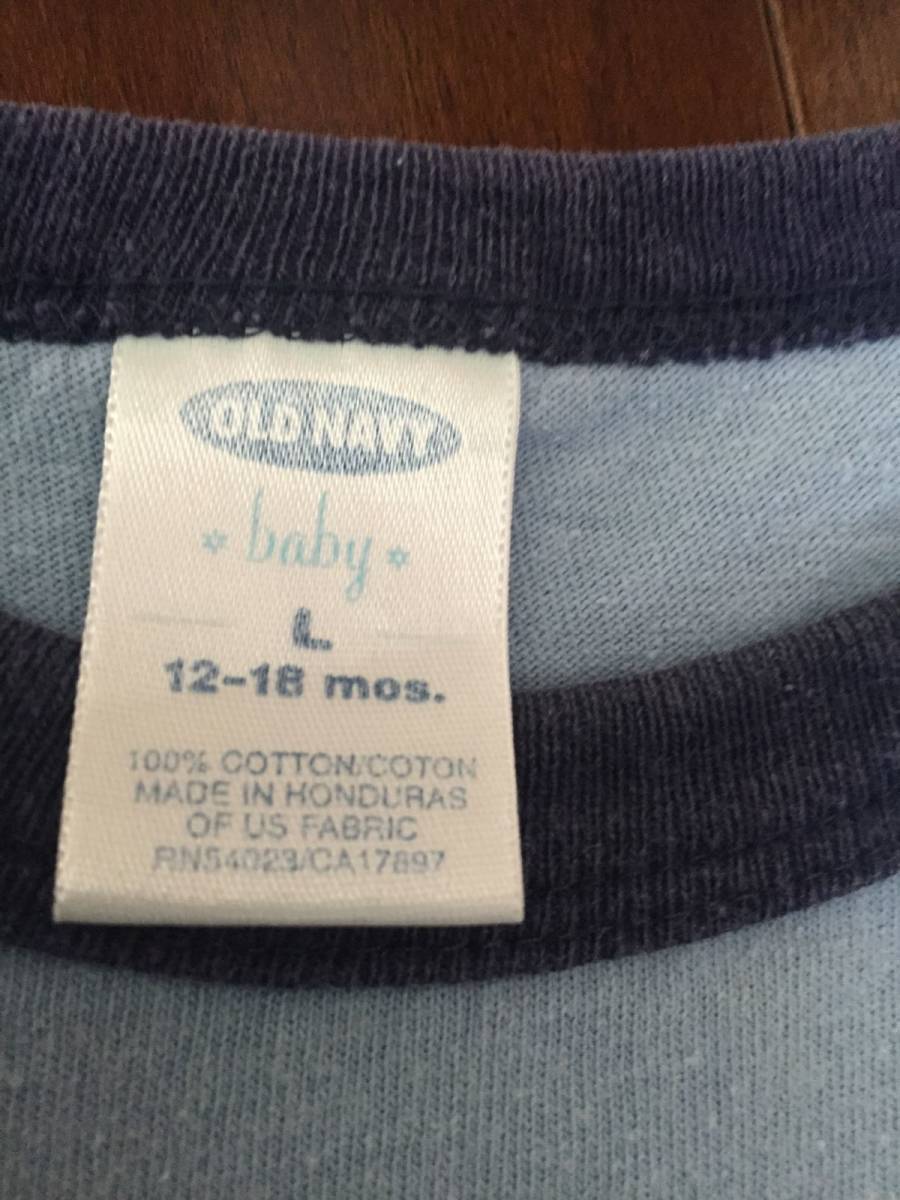 OLD NAVY
baby
L
12-18 mos.
100% COTTON/COTON
MADE IN HONDURAS
OF US FABRIC
RN54023/CA17897